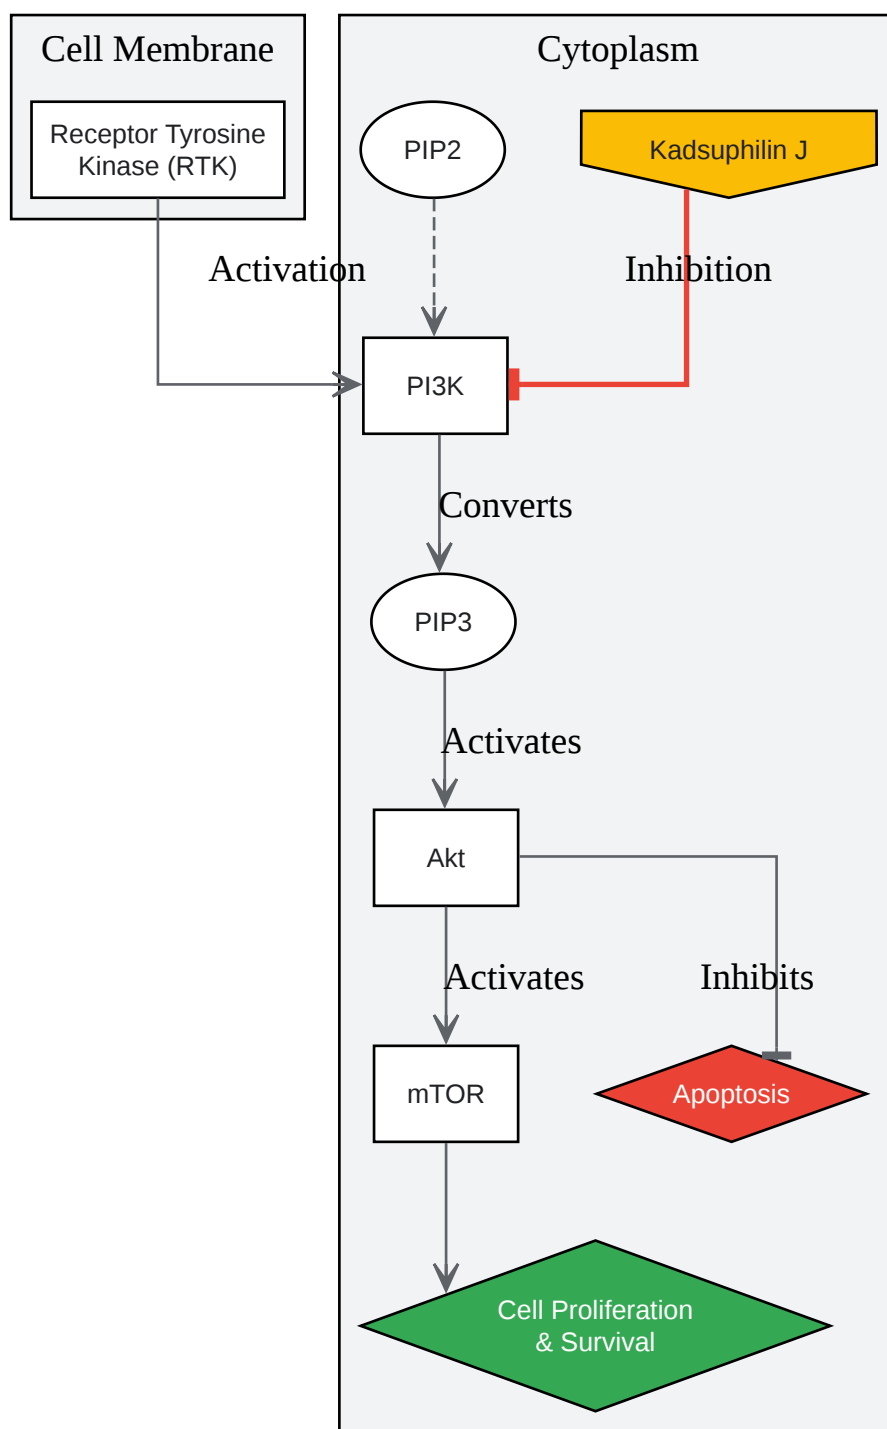 Cell Membrane
Cytoplasm
Receptor Tyrosine
Kinase (RTK)
PIP2
Kadsuphilin J
Activation
Inhibition
PI3K
Converts
PIP3
Activates
Akt
Activates
Inhibits
mTOR
Apoptosis
Cell Proliferation
& Survival